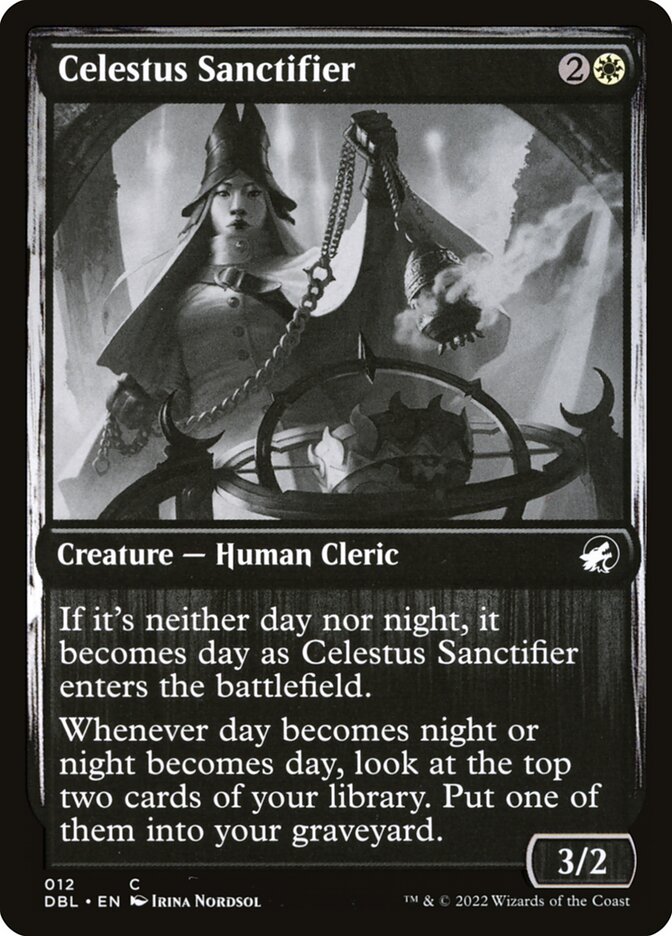 Celestus Sanctifier 2
Creature — Human Cleric
If it's neither day nor night, it
becomes day as Celestus Sanctifier
enters the battlefield.
Whenever day becomes night or
night becomes day, look at the top
two cards of your library. Put one of
them into your graveyard.
3/2
012 C
DBL • EN Irina Nordsol
™ & © 2022 Wizards of the Coast